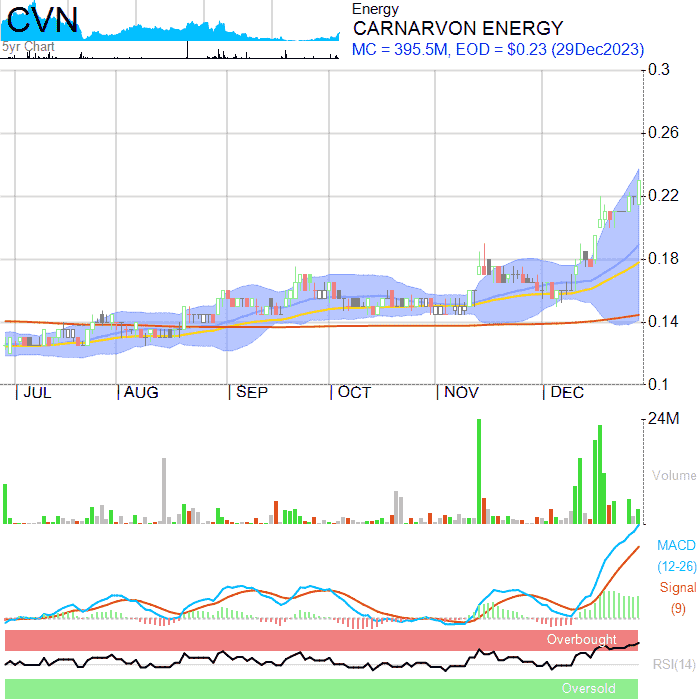 CVN
5yr Chart
Energy
CARNARVON ENERGY
MC = 395.5M, EOD = $0.23 (29Dec2023)
0.3
0.26
0.22
0.18
0.14
0.1
JUL AUG SEP OCT NOV DEC
24M
Volume
MACD
(12-26)
Signal
(9)
Overbought
RSI(14)
Oversold